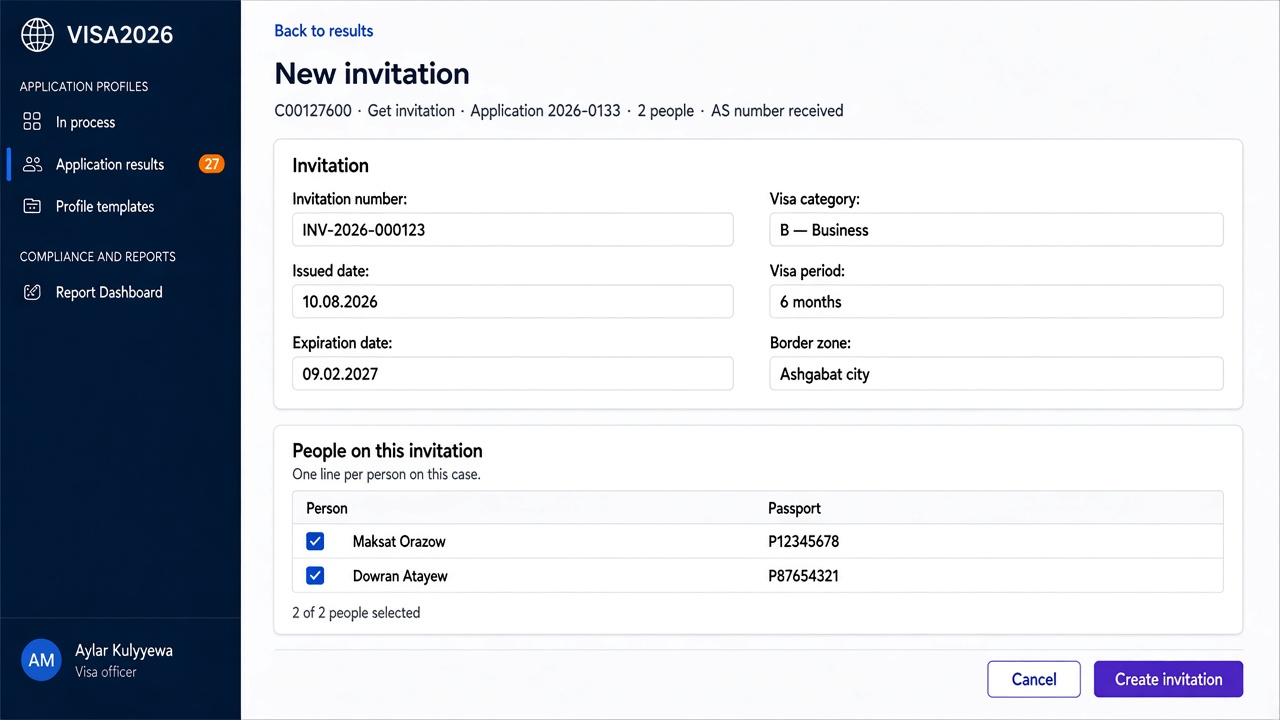 VISA2026
APPLICATION PROFILES
In process
Application results 27
Profile templates
COMPLIANCE AND REPORTS
Report Dashboard
AM
Aylar Kulyyewa
Visa officer
Back to results
New invitation
C00127600 · Get invitation · Application 2026-0133 · 2 people · AS number received
Invitation
Invitation number:
INV-2026-000123
Visa category:
B — Business
Issued date:
10.08.2026
Visa period:
6 months
Expiration date:
09.02.2027
Border zone:
Ashgabat city
People on this invitation
One line per person on this case.
Person Passport
Maksat Orazow P12345678
Dowran Atayew P87654321
2 of 2 people selected
Cancel
Create invitation